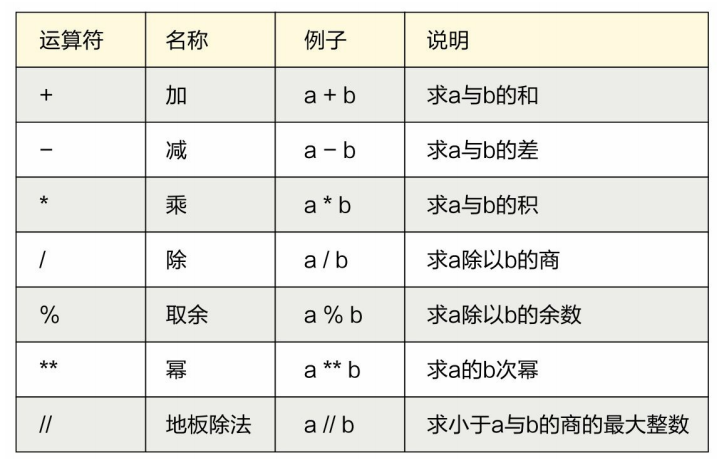 运算符 名称 例子 说明
+ 加 a + b 求a与b的和
− 减 a − b 求a与b的差
* 乘 a * b 求a与b的积
/ 除 a / b 求a除以b的商
% 取余 a % b 求a除以b的余数
** 幂 a ** b 求a的b次幂
// 地板除法 a // b 求小于a与b的商的最大整数